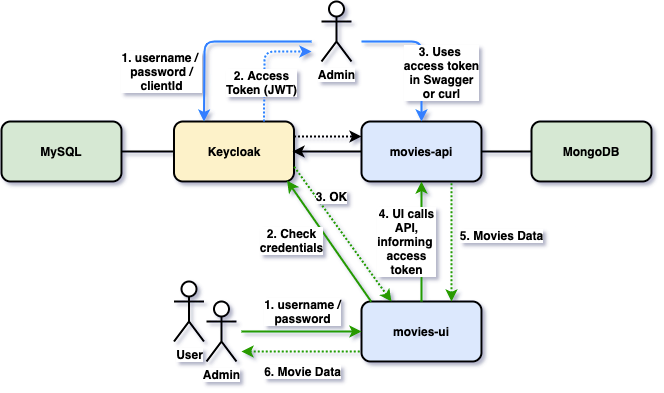 Admin
1. username /
password /
clientId
2. Access
Token (JWT)
3. Uses
access token
in Swagger
or curl
MySQL
Keycloak
movies-api
MongoDB
3. OK
2. Check
credentials
4. UI calls
API,
informing
access
token
5. Movies Data
1. username /
password
User
Admin
movies-ui
6. Movie Data